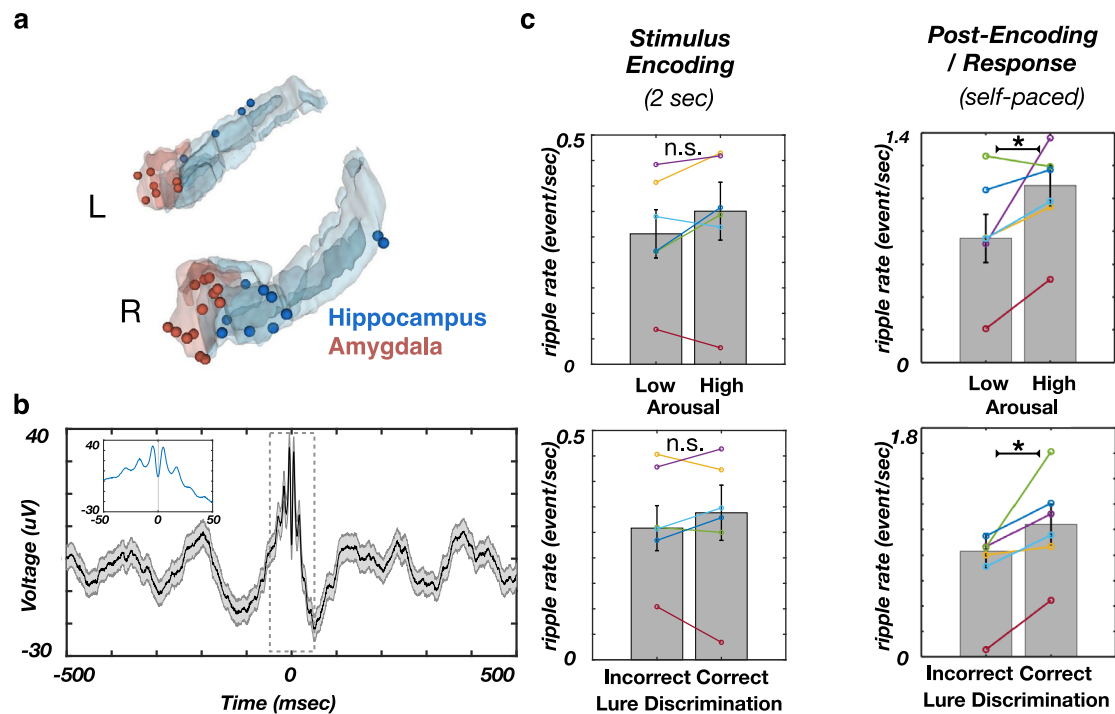 a
L
R
Hippocampus
Amygdala
b
40
-30
Voltage (uV)
-500
0
500
Time (msec)
40
-30
-50
0
50
c
Stimulus
Encoding
(2 sec)
Post-Encoding
/ Response
(self-paced)
0.5
0
ripple rate (event/sec)
n.s.
Low High
Arousal
1.4
0
ripple rate (event/sec)
*
Low High
Arousal
0.5
0
ripple rate (event/sec)
n.s.
Incorrect Correct
Lure Discrimination
1.8
0
ripple rate (event/sec)
*
Incorrect Correct
Lure Discrimination